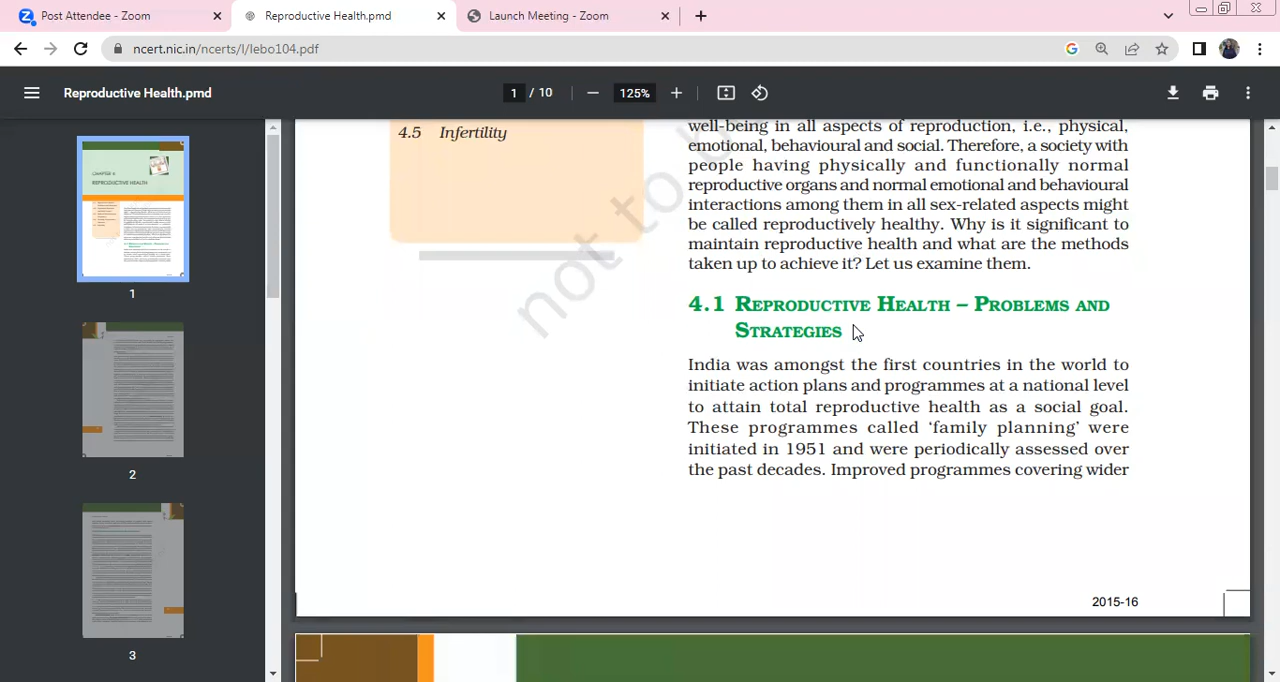 Post Attendee - Zoom
Reproductive Health.pmd
Launch Meeting - Zoom
ncert.nic.in/ncerts/l/lebo104.pdf
Reproductive Health.pmd
1 / 10
125%
4.5 Infertility
well-being in all aspects of reproduction, i.e., physical,
emotional, behavioural and social. Therefore, a society with
people having physically and functionally normal
reproductive organs and normal emotional and behavioural
interactions among them in all sex-related aspects might
be called reproductively healthy. Why is it significant to
maintain reproductive health and what are the methods
taken up to achieve it? Let us examine them.
not to
4.1 REPRODUCTIVE HEALTH – PROBLEMS AND
STRATEGIES
India was amongst the first countries in the world to
initiate action plans and programmes at a national level
to attain total reproductive health as a social goal.
These programmes called ‘family planning’ were
initiated in 1951 and were periodically assessed over
the past decades. Improved programmes covering wider
2015-16
REPRODUCTIVE HEALTH
1
2
3